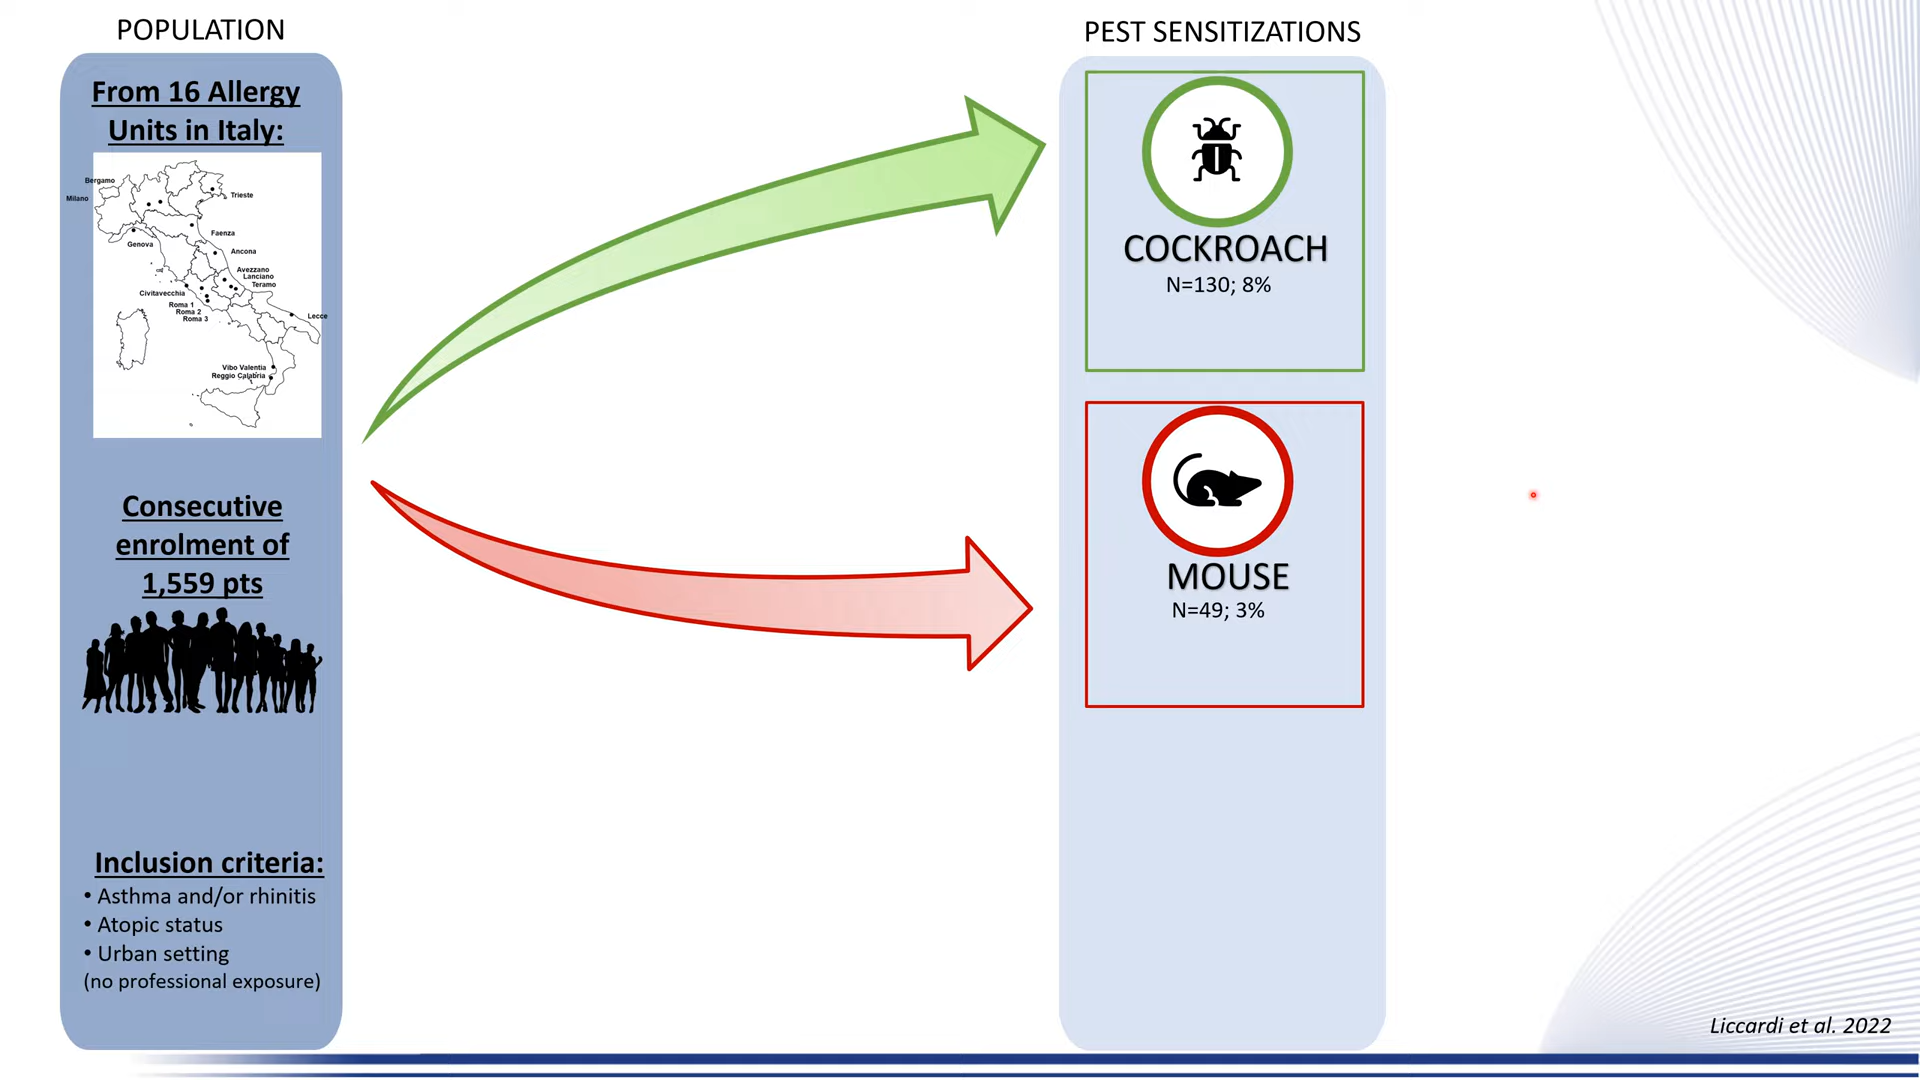 POPULATION
From 16 Allergy
Units in Italy:
Bergamo
Milano
Trieste
Faenza
Genova
Ancona
Avezzano
Lanciano
Teramo
Civitavecchia
Roma 1
Roma 2
Roma 3
Lecce
Vibo Valentia
Reggio Calabria
Consecutive
enrolment of
1,559 pts
Inclusion criteria:
• Asthma and/or rhinitis
• Atopic status
• Urban setting
(no professional exposure)
PEST SENSITIZATIONS
COCKROACH
N=130; 8%
MOUSE
N=49; 3%
Liccardi et al. 2022